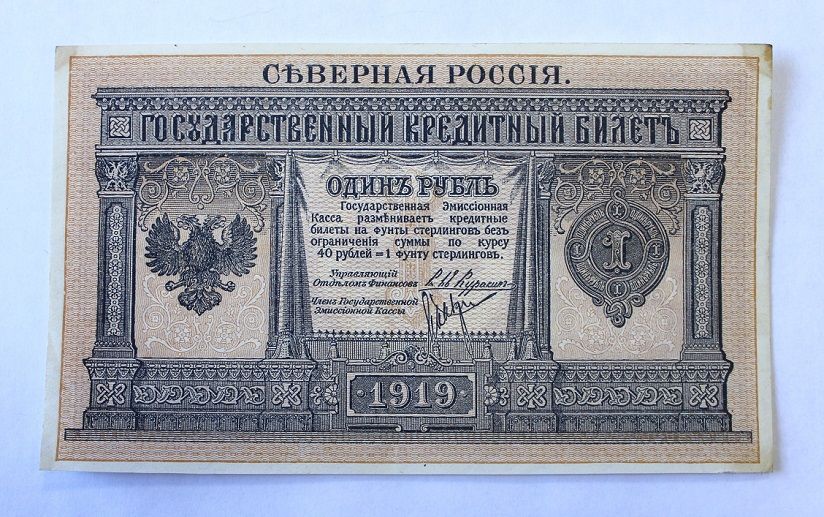 СѢВЕРНАЯ РОССІЯ.
ГОСУДАРСТВЕННЫЙ КРЕДИТНЫЙ БИЛЕТЪ
ОДИНЪ РУБЛЬ
Государственная Эмиссіонная
Касса размѣниваетъ кредитные
билеты на фунты стерлинговъ безъ
ограниченія суммы по курсу
40 рублей = 1 фунту стерлинговъ.
Управляющій
Отдѣломъ Финансовъ
Членъ Государственной
Эмиссіонной Кассы
1
1919